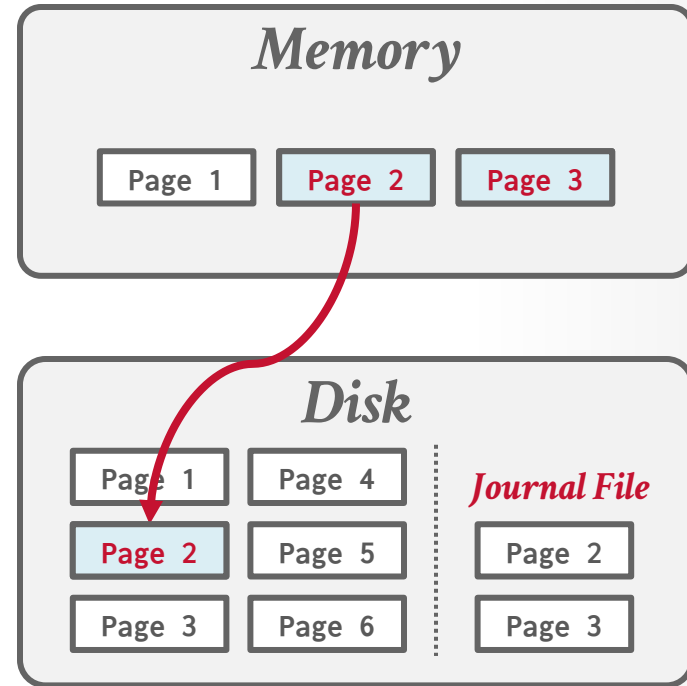 Memory
Page 1 Page 2 Page 3
Disk
Page 1 Page 4
Journal File
Page 2 Page 5 Page 2
Page 3 Page 6 Page 3